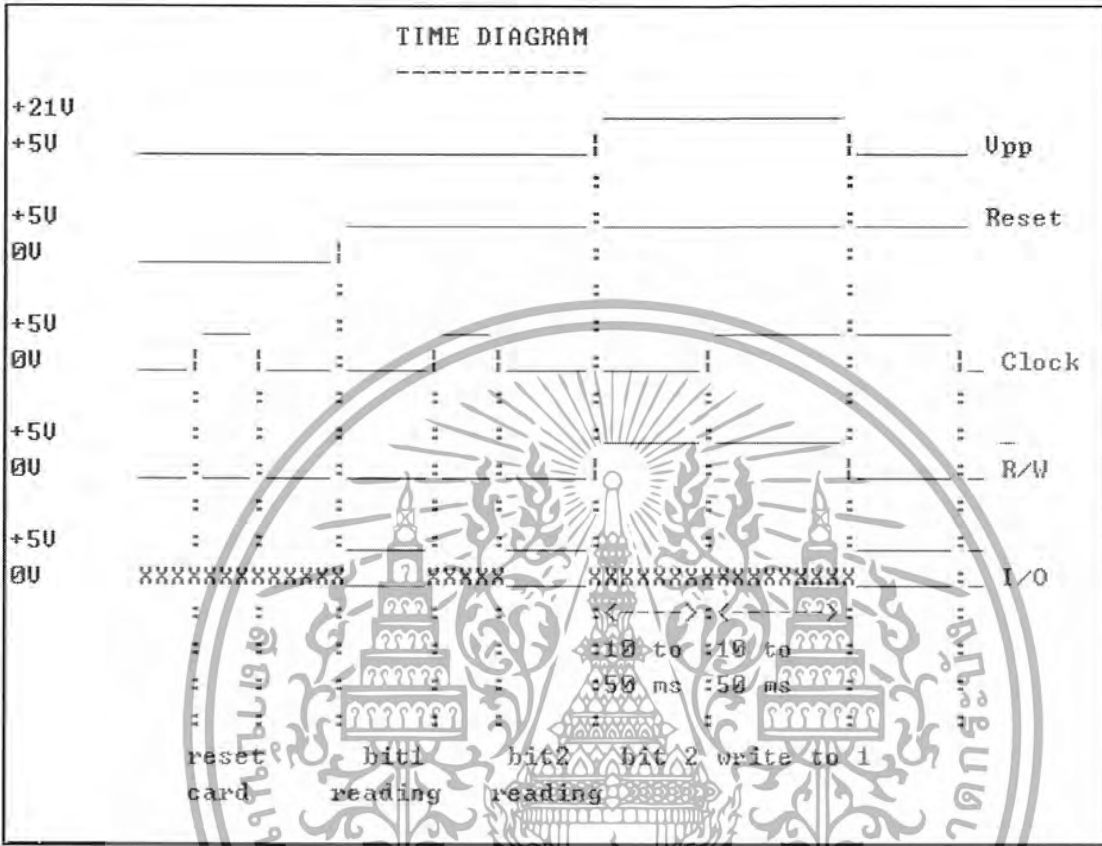 TIME DIAGRAM
+21V
+5V Vpp
+5V Reset
0V
+5V
0V Clock
+5V
0V R/W
+5V
0V I/O
10 to 10 to
50 ms 50 ms
reset bit1 bit2 bit 2 write to 1
card reading reading